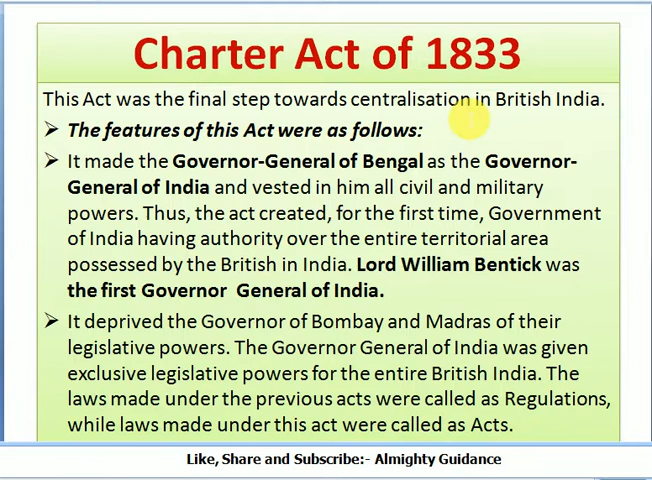 Charter Act of 1833
This Act was the final step towards centralisation in British India.
➢ The features of this Act were as follows:
➢ It made the Governor-General of Bengal as the Governor-
General of India and vested in him all civil and military
powers. Thus, the act created, for the first time, Government
of India having authority over the entire territorial area
possessed by the British in India. Lord William Bentick was
the first Governor General of India.
➢ It deprived the Governor of Bombay and Madras of their
legislative powers. The Governor General of India was given
exclusive legislative powers for the entire British India. The
laws made under the previous acts were called as Regulations,
while laws made under this act were called as Acts.
Like, Share and Subscribe:- Almighty Guidance